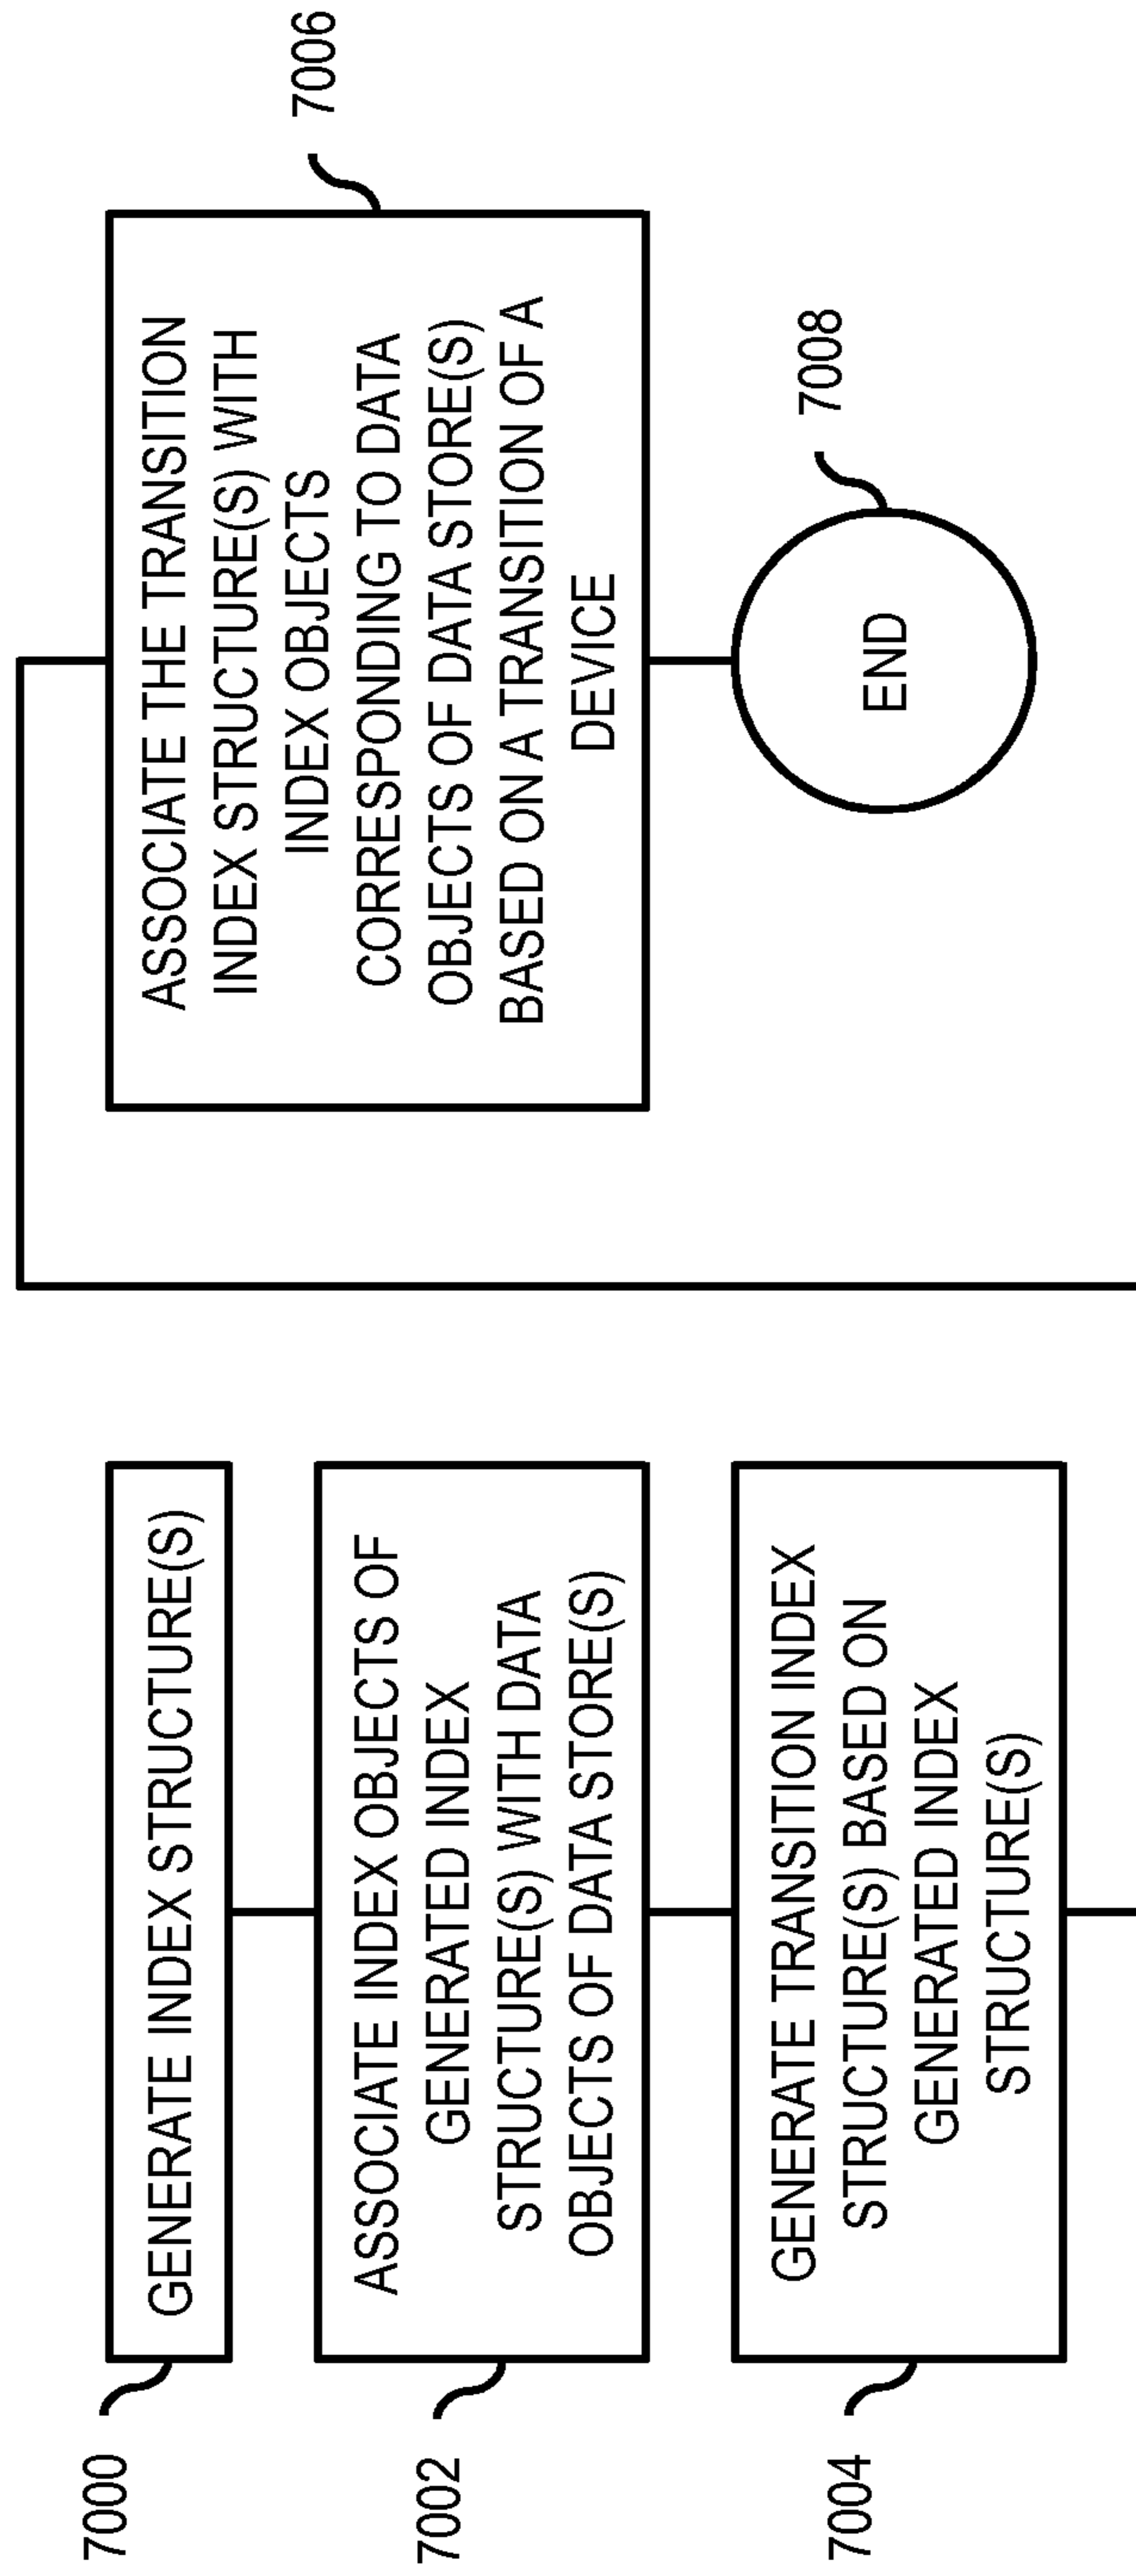 7000
GENERATE INDEX STRUCTURE(S)
7002
ASSOCIATE INDEX OBJECTS OF
GENERATED INDEX
STRUCTURE(S) WITH DATA
OBJECTS OF DATA STORE(S)
7004
GENERATE TRANSITION INDEX
STRUCTURE(S) BASED ON
GENERATED INDEX
STRUCTURE(S)
7006
ASSOCIATE THE TRANSITION
INDEX STRUCTURE(S) WITH
INDEX OBJECTS
CORRESPONDING TO DATA
OBJECTS OF DATA STORE(S)
BASED ON A TRANSITION OF A
DEVICE
7008
END